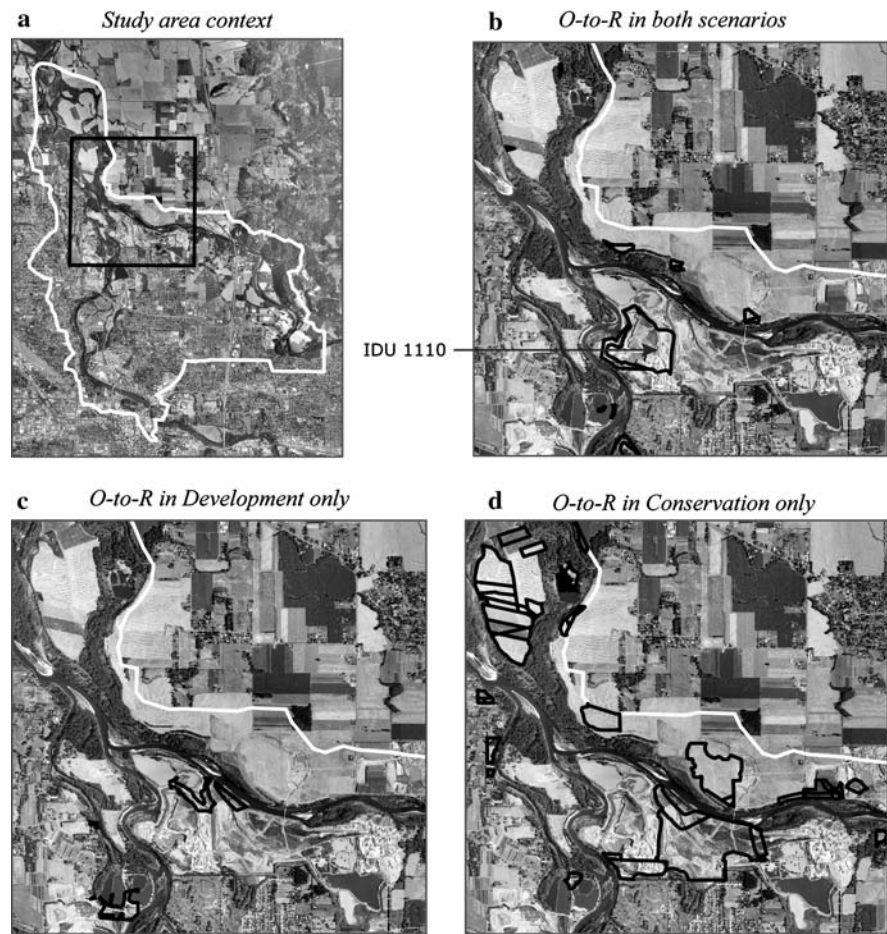 a
Study area context
b
O-to-R in both scenarios
IDU 1110
c
O-to-R in Development only
d
O-to-R in Conservation only